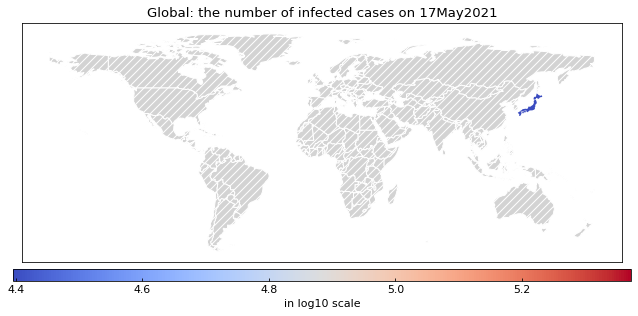 Global: the number of infected cases on 17May2021
4.4 4.6 4.8 5.0 5.2
in log10 scale